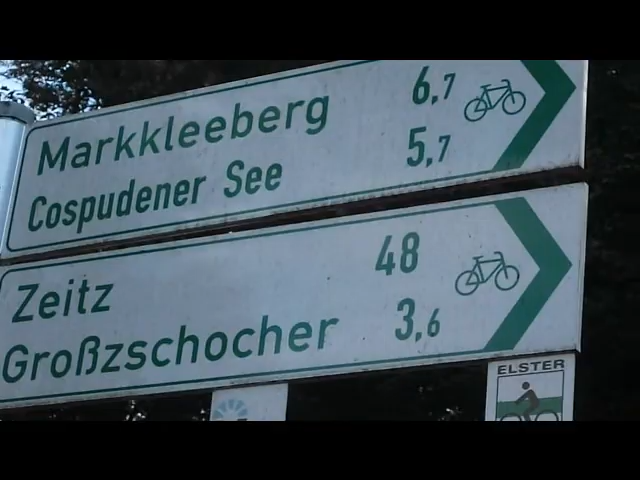 Markkleeberg 6,7
Cospudener See 5,7
Zeitz 48
Großzschocher 3,6
ELSTER